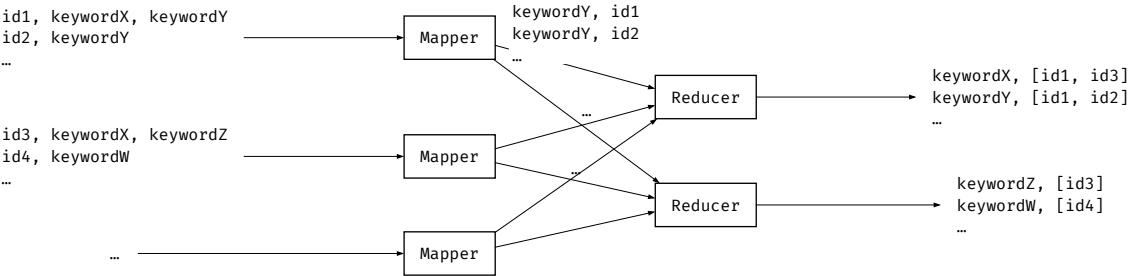 id1, keywordX, keywordY
id2, keywordY
…
Mapper
keywordY, id1
keywordY, id2
…
Reducer
keywordX, [id1, id3]
keywordY, [id1, id2]
…
id3, keywordX, keywordZ
id4, keywordW
…
Mapper
…
…
Reducer
keywordZ, [id3]
keywordW, [id4]
…
…
Mapper